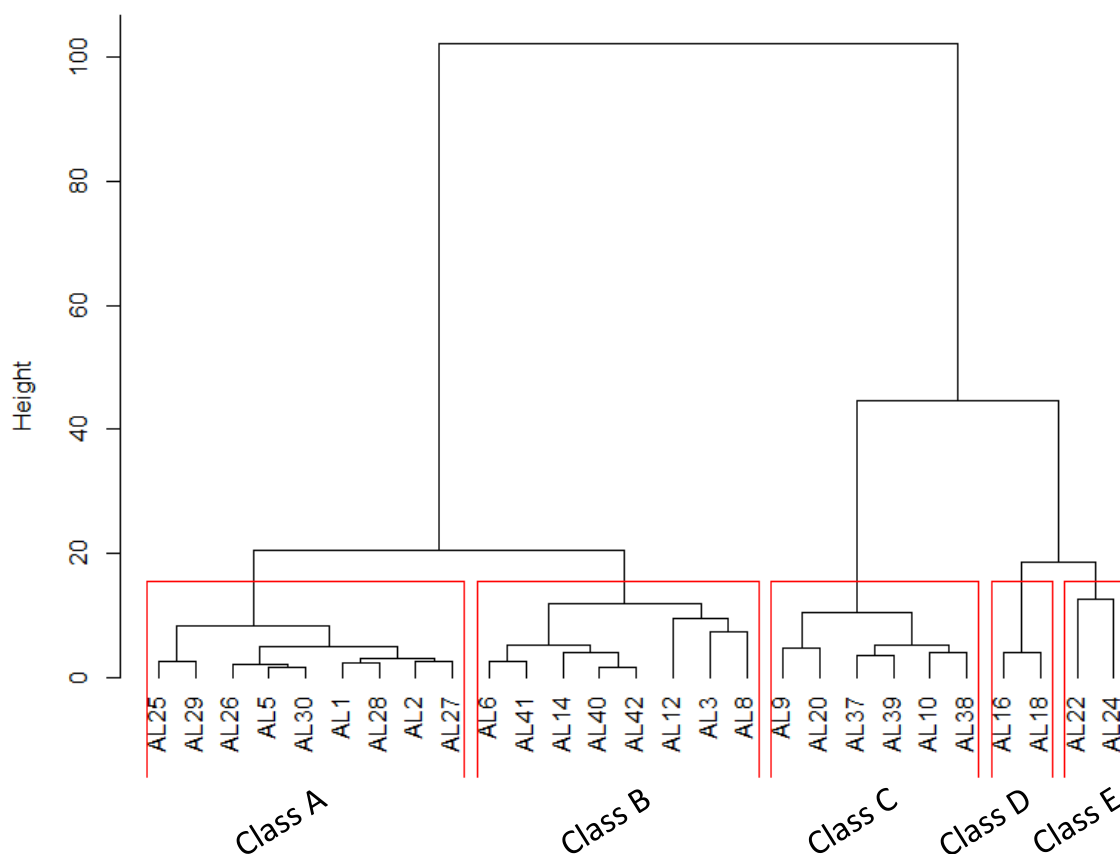 100
80
60
40
20
0
Height
AL25
AL29
AL26
AL5
AL30
AL1
AL28
AL2
AL27
AL6
AL41
AL14
AL40
AL42
AL12
AL3
AL8
AL9
AL20
AL37
AL39
AL10
AL38
AL16
AL18
AL22
AL24
Class A
Class B
Class C
Class D
Class E